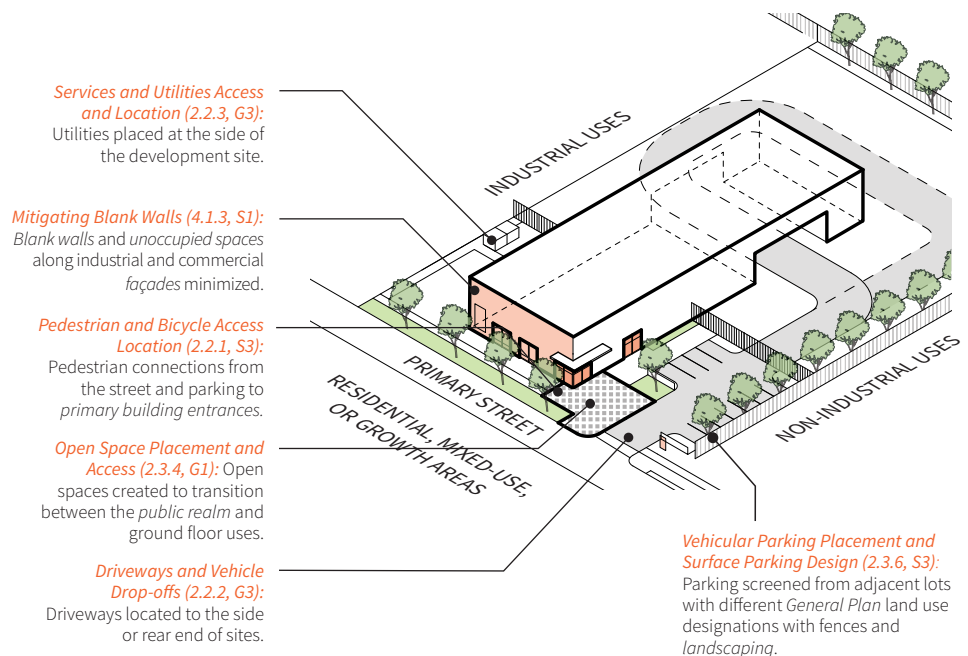 Services and Utilities Access
and Location (2.2.3, G3):
Utilities placed at the side of
the development site.
Mitigating Blank Walls (4.1.3, S1):
Blank walls and unoccupied spaces
along industrial and commercial
façades minimized.
Pedestrian and Bicycle Access
Location (2.2.1, S3):
Pedestrian connections from
the street and parking to
primary building entrances.
Open Space Placement and
Access (2.3.4, G1): Open
spaces created to transition
between the public realm and
ground floor uses.
Driveways and Vehicle
Drop-offs (2.2.2, G3):
Driveways located to the side
or rear end of sites.
INDUSTRIAL USES
PRIMARY STREET
RESIDENTIAL, MIXED-USE,
OR GROWTH AREAS
NON-INDUSTRIAL USES
Vehicular Parking Placement and
Surface Parking Design (2.3.6, S3):
Parking screened from adjacent lots
with different General Plan land use
designations with fences and
landscaping.